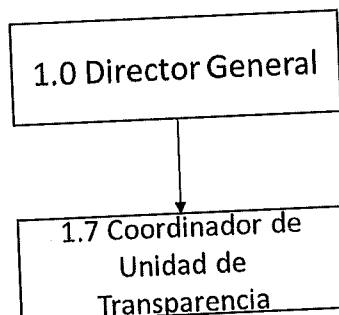 1.0 Director General
1.7 Coordinador de
Unidad de
Transparencia